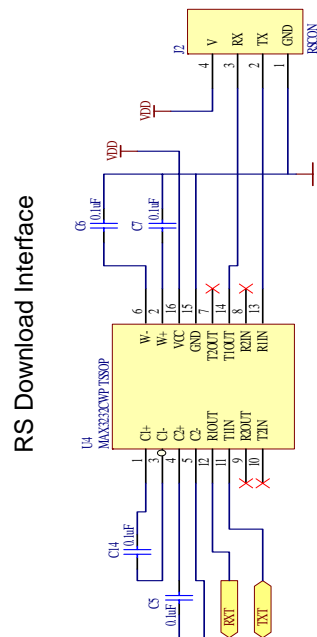 RS Download Interface
J2
V
RX
TX
GND
RSCON
4
3
2
1
VDD
VDD
C6
0.1uF
C7
0.1uF
6
2
16
15
7
14
8
13
W-
W+
VCC
GND
T2OUT
T1OUT
R2IN
R1IN
U4
MAX3232CWP TSSOP
C1+
C1-
C2+
C2-
R1OUT
T1IN
R2OUT
T2IN
1
3
4
5
12
11
9
10
C14
0.1uF
C5
0.1uF
RXT
TXT